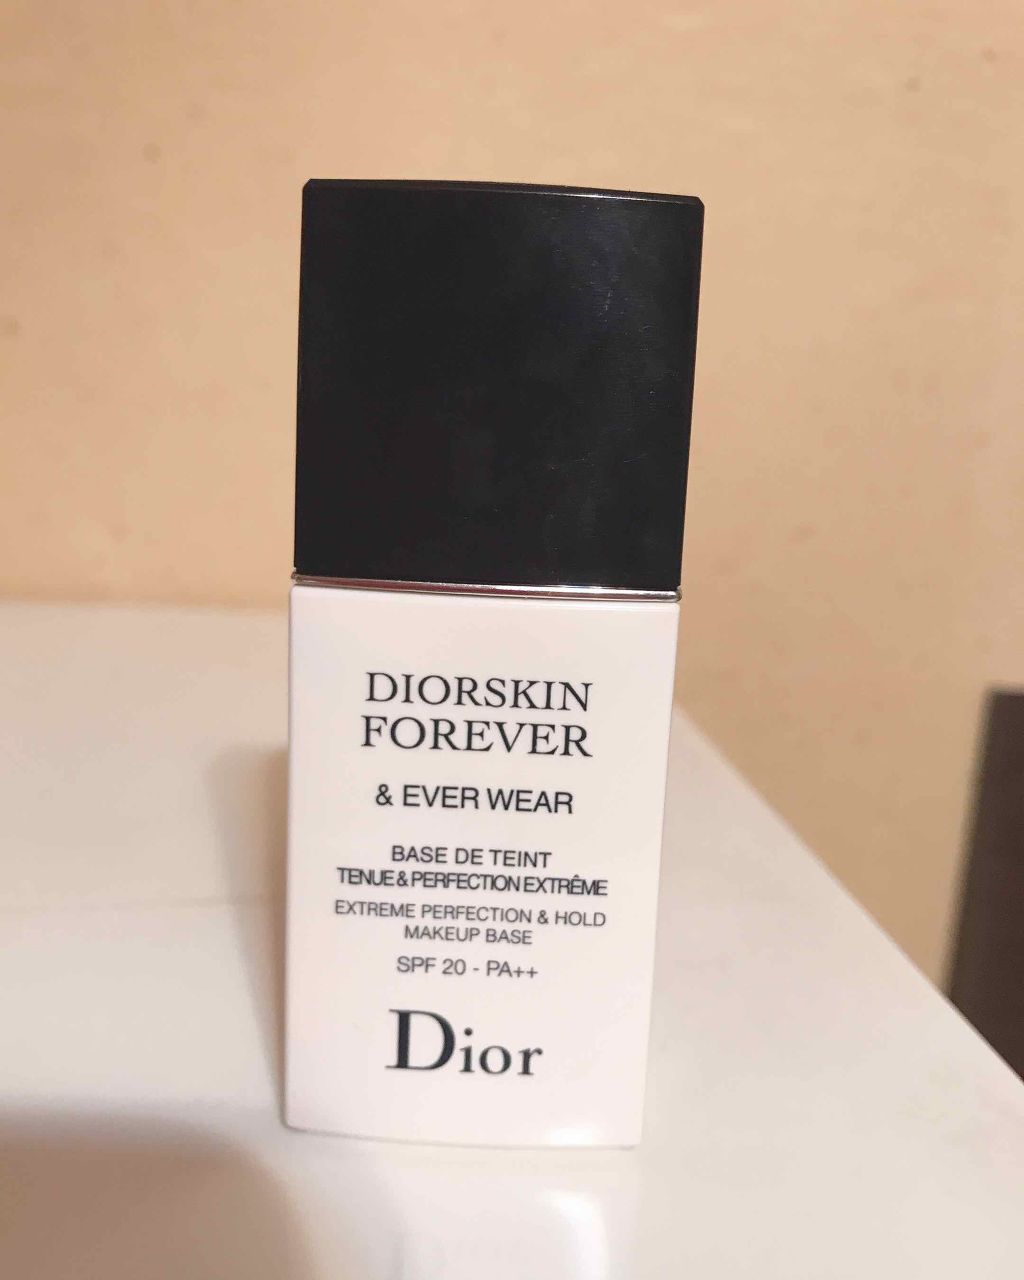 DIORSKIN
FOREVER
& EVER WEAR
BASE DE TEINT
TENUE & PERFECTION EXTRÊME
EXTREME PERFECTION & HOLD
MAKEUP BASE
SPF 20 - PA++
Dior